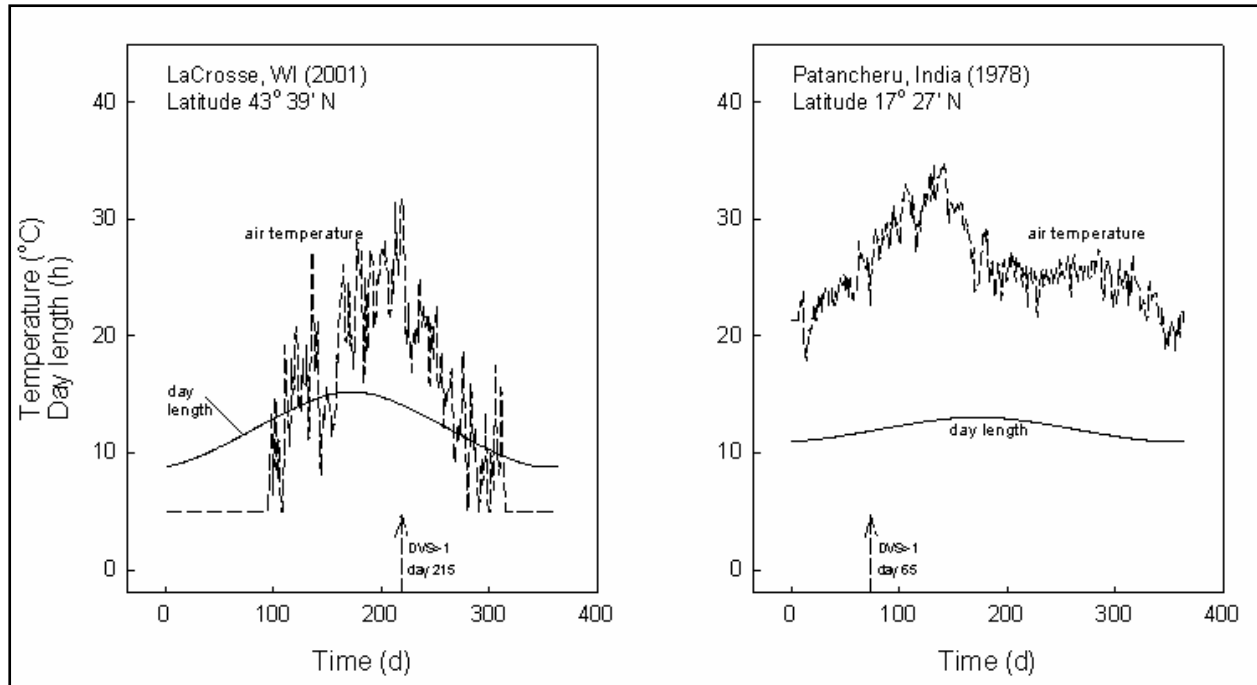 LaCrosse, WI (2001)
Latitude 43° 39' N
40
30
20
10
0
Temperature (°C)
Day length (h)
air temperature
day
length
DVS>1
day 215
0
100
200
300
400
Time (d)
Patancheru, India (1978)
Latitude 17° 27' N
40
30
20
10
0
air temperature
day length
DVS>1
day 65
0
100
200
300
400
Time (d)